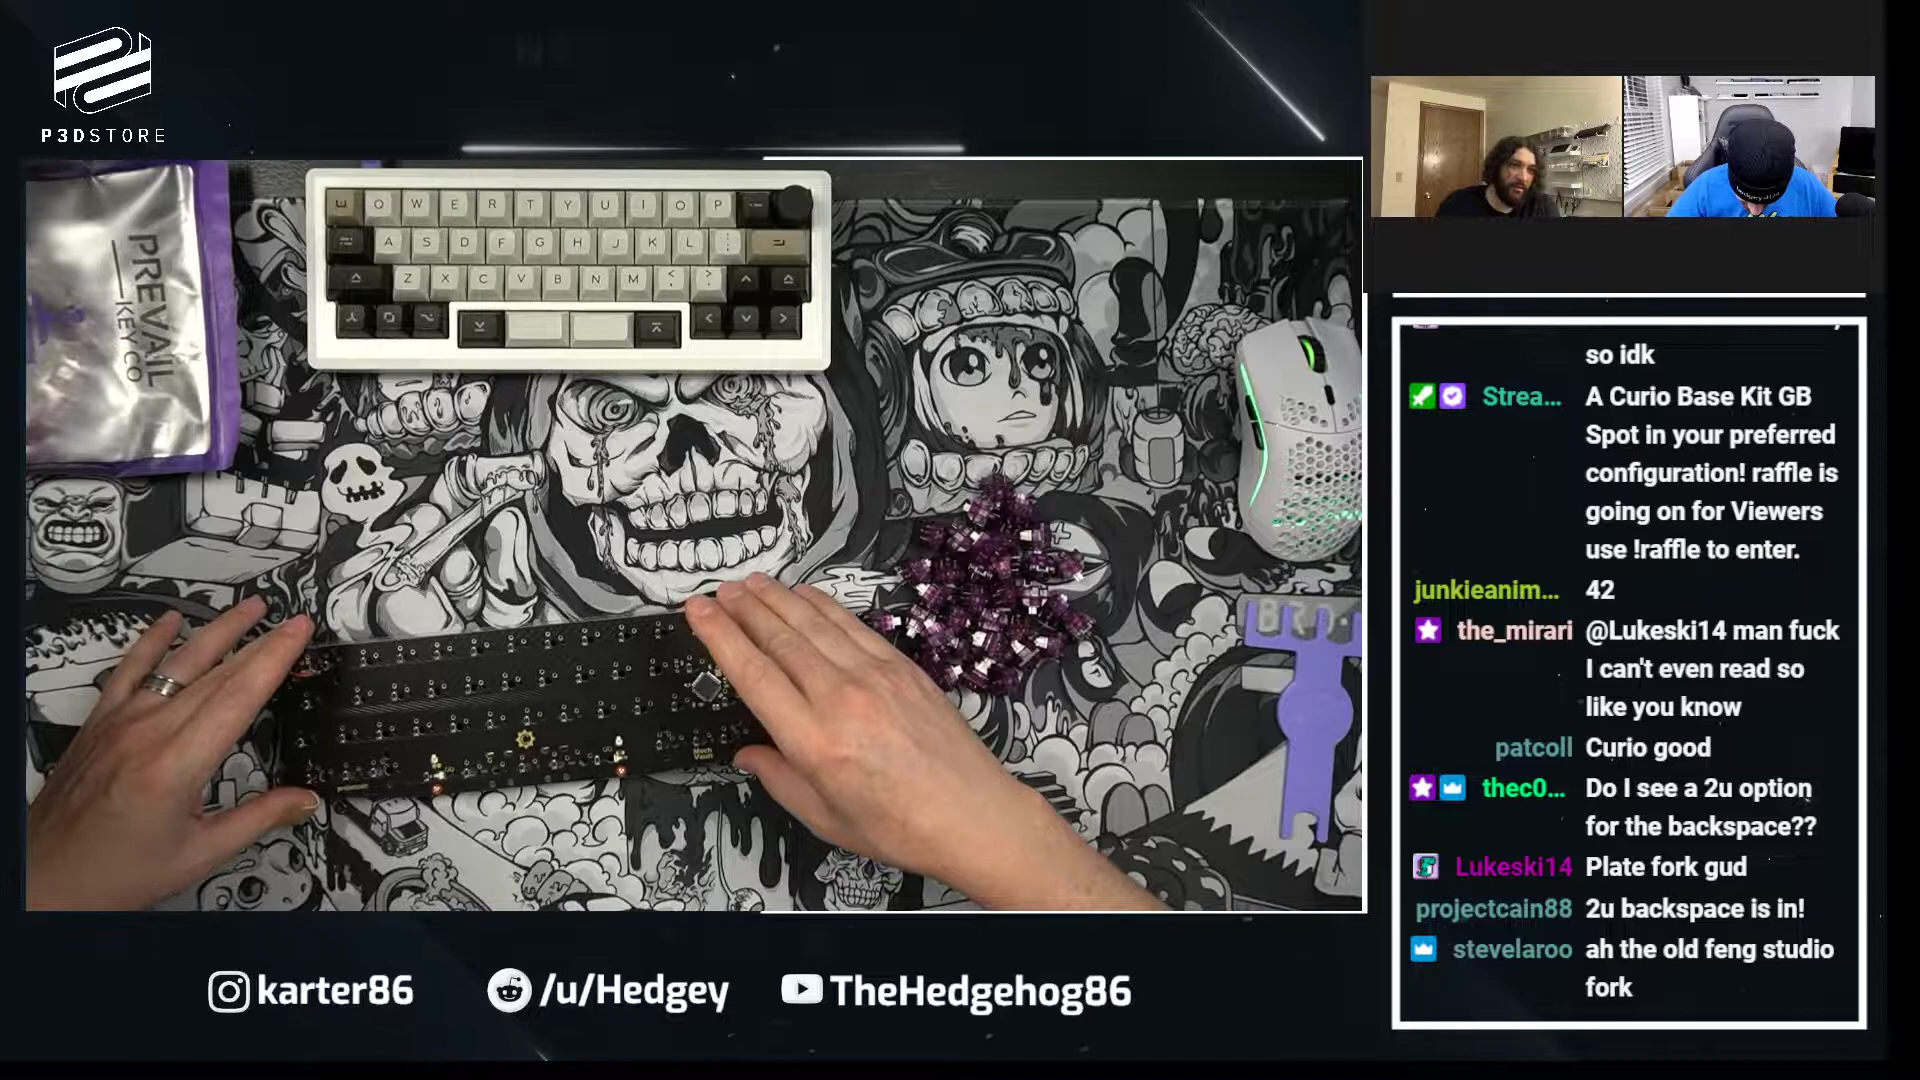 P3DSTORE
PREVAIL
KEY CO
Q W E R T Y U I O P
A S D F G H J K L
Z X C V B N M
Mech
Vault
so idk
Strea... A Curio Base Kit GB
Spot in your preferred
configuration! raffle is
going on for Viewers
use !raffle to enter.
junkieanim... 42
the_mirari @Lukeski14 man fuck
I can't even read so
like you know
patcoll Curio good
thec0... Do I see a 2u option
for the backspace??
Lukeski14 Plate fork gud
projectcain88 2u backspace is in!
stevelaroo ah the old feng studio
fork
karter86
/u/Hedgey
TheHedgehog86